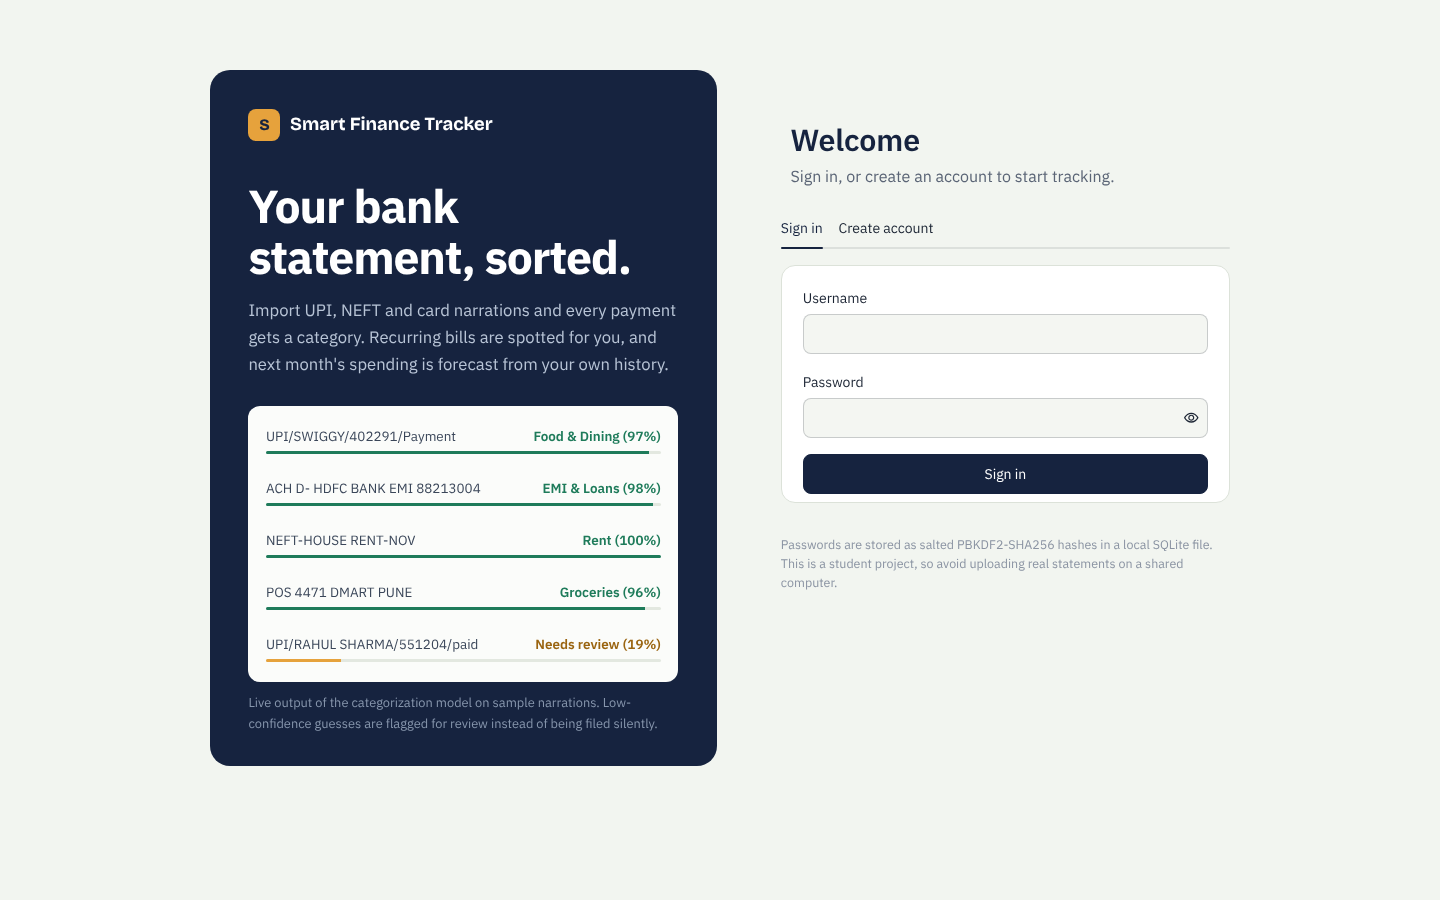 S
Smart Finance Tracker
Your bank
statement, sorted.
Import UPI, NEFT and card narrations and every payment
gets a category. Recurring bills are spotted for you, and
next month's spending is forecast from your own history.
UPI/SWIGGY/402291/Payment Food & Dining (97%)
ACH D- HDFC BANK EMI 88213004 EMI & Loans (98%)
NEFT-HOUSE RENT-NOV Rent (100%)
POS 4471 DMART PUNE Groceries (96%)
UPI/RAHUL SHARMA/551204/paid Needs review (19%)
Live output of the categorization model on sample narrations. Low-
confidence guesses are flagged for review instead of being filed silently.
Welcome
Sign in, or create an account to start tracking.
Sign in Create account
Username
Password
Sign in
Passwords are stored as salted PBKDF2-SHA256 hashes in a local SQLite file.
This is a student project, so avoid uploading real statements on a shared
computer.